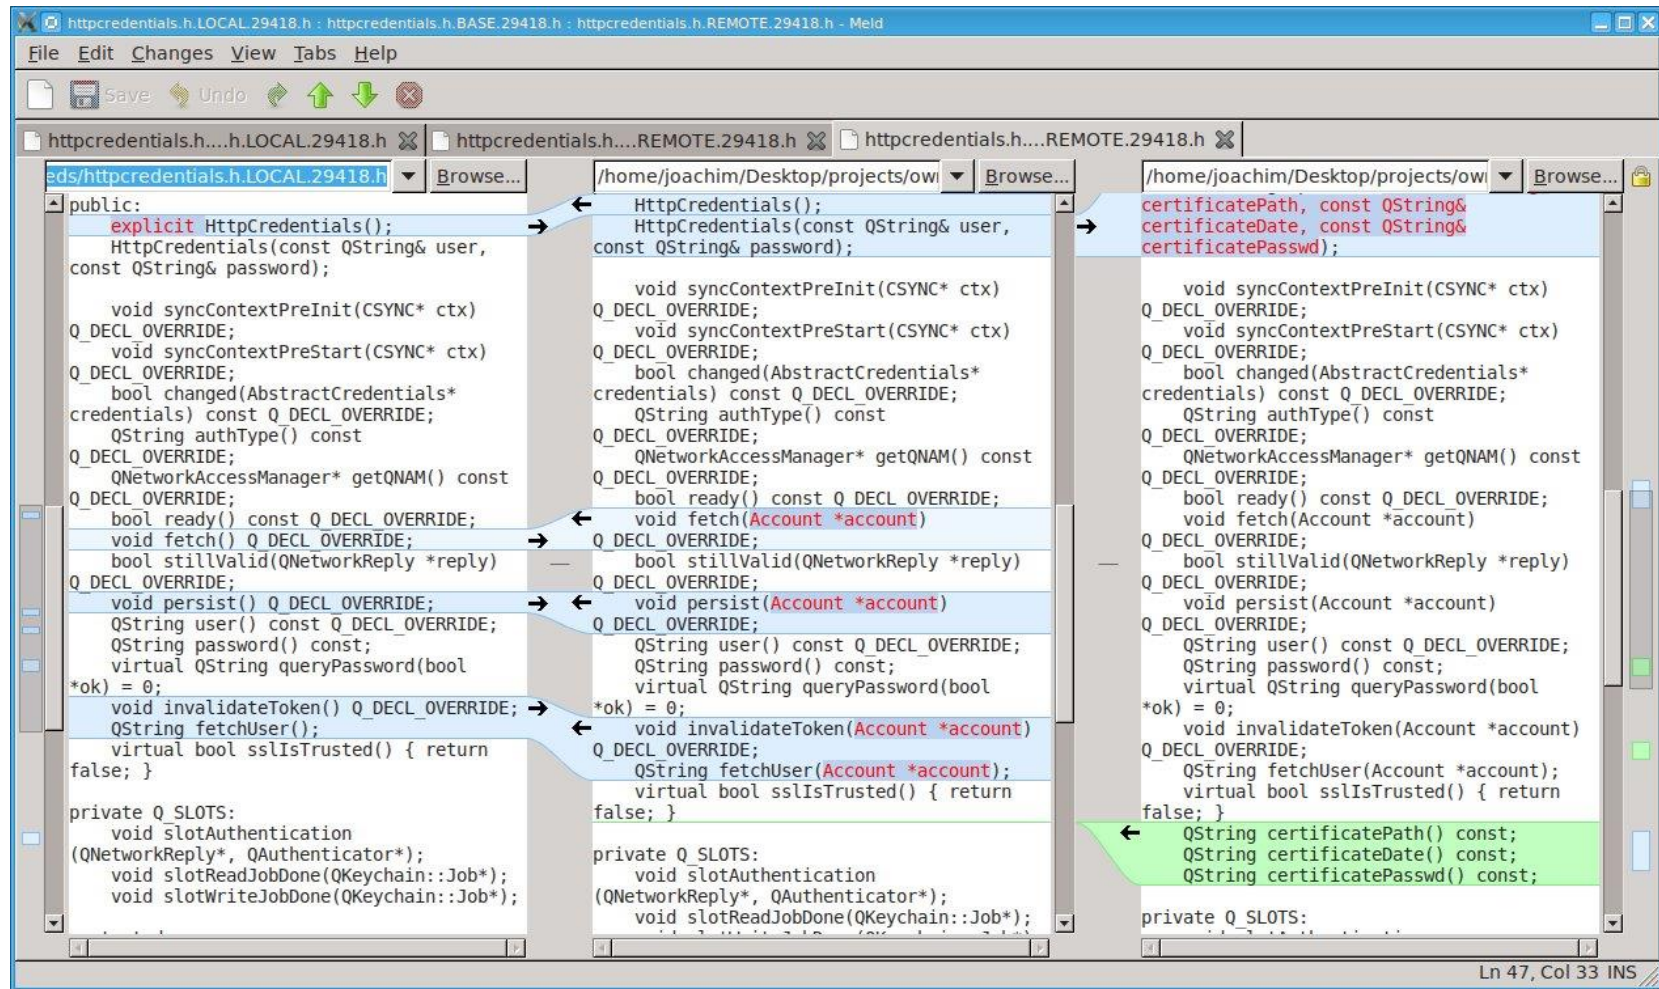 httpcredentials.h.LOCAL.29418.h : httpcredentials.h.BASE.29418.h : httpcredentials.h.REMOTE.29418.h - Meld
File Edit Changes View Tabs Help
Save Undo
httpcredentials.h....h.LOCAL.29418.h httpcredentials.h....REMOTE.29418.h httpcredentials.h....REMOTE.29418.h
eds/httpcredentials.h.LOCAL.29418.h Browse... /home/joachim/Desktop/projects/ow Browse... /home/joachim/Desktop/projects/ow Browse...
public:
explicit HttpCredentials();
HttpCredentials(const QString& user,
const QString& password);
void syncContextPreInit(CSYNC* ctx)
Q_DECL_OVERRIDE;
void syncContextPreStart(CSYNC* ctx)
Q_DECL_OVERRIDE;
bool changed(AbstractCredentials*
credentials) const Q_DECL_OVERRIDE;
QString authType() const
Q_DECL_OVERRIDE;
QNetworkAccessManager* getQNAM() const
Q_DECL_OVERRIDE;
bool ready() const Q_DECL_OVERRIDE;
void fetch() Q_DECL_OVERRIDE;
bool stillValid(QNetworkReply *reply)
Q_DECL_OVERRIDE;
void persist() Q_DECL_OVERRIDE;
QString user() const Q_DECL_OVERRIDE;
QString password() const;
virtual QString queryPassword(bool
*ok) = 0;
void invalidateToken() Q_DECL_OVERRIDE;
QString fetchUser();
virtual bool sslIsTrusted() { return
false; }
private Q_SLOTS:
void slotAuthentication
(QNetworkReply*, QAuthenticator*);
void slotReadJobDone(QKeychain::Job*);
void slotWriteJobDone(QKeychain::Job*);
HttpCredentials();
HttpCredentials(const QString& user,
const QString& password);
void syncContextPreInit(CSYNC* ctx)
Q_DECL_OVERRIDE;
void syncContextPreStart(CSYNC* ctx)
Q_DECL_OVERRIDE;
bool changed(AbstractCredentials*
credentials) const Q_DECL_OVERRIDE;
QString authType() const
Q_DECL_OVERRIDE;
QNetworkAccessManager* getQNAM() const
Q_DECL_OVERRIDE;
bool ready() const Q_DECL_OVERRIDE;
void fetch(Account *account)
Q_DECL_OVERRIDE;
bool stillValid(QNetworkReply *reply)
Q_DECL_OVERRIDE;
void persist(Account *account)
Q_DECL_OVERRIDE;
QString user() const Q_DECL_OVERRIDE;
QString password() const;
virtual QString queryPassword(bool
*ok) = 0;
void invalidateToken(Account *account)
Q_DECL_OVERRIDE;
QString fetchUser(Account *account);
virtual bool sslIsTrusted() { return
false; }
private Q_SLOTS:
void slotAuthentication
(QNetworkReply*, QAuthenticator*);
void slotReadJobDone(QKeychain::Job*);
certificatePath, const QString&
certificateDate, const QString&
certificatePasswd);
void syncContextPreInit(CSYNC* ctx)
Q_DECL_OVERRIDE;
void syncContextPreStart(CSYNC* ctx)
Q_DECL_OVERRIDE;
bool changed(AbstractCredentials*
credentials) const Q_DECL_OVERRIDE;
QString authType() const
Q_DECL_OVERRIDE;
QNetworkAccessManager* getQNAM() const
Q_DECL_OVERRIDE;
bool ready() const Q_DECL_OVERRIDE;
void fetch(Account *account)
Q_DECL_OVERRIDE;
bool stillValid(QNetworkReply *reply)
Q_DECL_OVERRIDE;
void persist(Account *account)
Q_DECL_OVERRIDE;
QString user() const Q_DECL_OVERRIDE;
QString password() const;
virtual QString queryPassword(bool
*ok) = 0;
void invalidateToken(Account *account)
Q_DECL_OVERRIDE;
QString fetchUser(Account *account);
virtual bool sslIsTrusted() { return
false; }
QString certificatePath() const;
QString certificateDate() const;
QString certificatePasswd() const;
private Q_SLOTS:
Ln 47, Col 33 INS